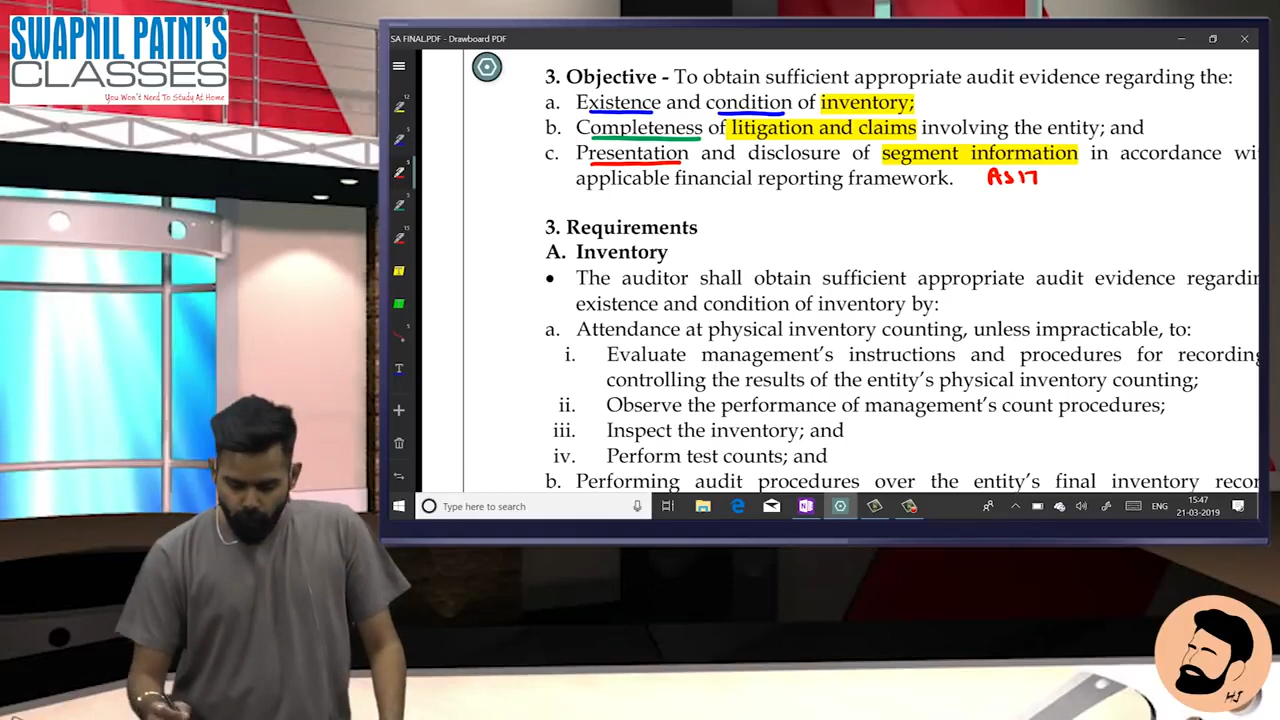 SWAPNIL PATNI'S
CLASSES
You Won't Need To Study At Home
SA FINAL.PDF - Drawboard PDF
3. Objective - To obtain sufficient appropriate audit evidence regarding the:
a. Existence and condition of inventory;
b. Completeness of litigation and claims involving the entity; and
c. Presentation and disclosure of segment information in accordance wi
applicable financial reporting framework. AS 17
3. Requirements
A. Inventory
• The auditor shall obtain sufficient appropriate audit evidence regardin
existence and condition of inventory by:
a. Attendance at physical inventory counting, unless impracticable, to:
i. Evaluate management's instructions and procedures for recording
controlling the results of the entity's physical inventory counting;
ii. Observe the performance of management's count procedures;
iii. Inspect the inventory; and
iv. Perform test counts; and
b. Performing audit procedures over the entity's final inventory recor
Type here to search
ENG
15:47
21-03-2019
HJ